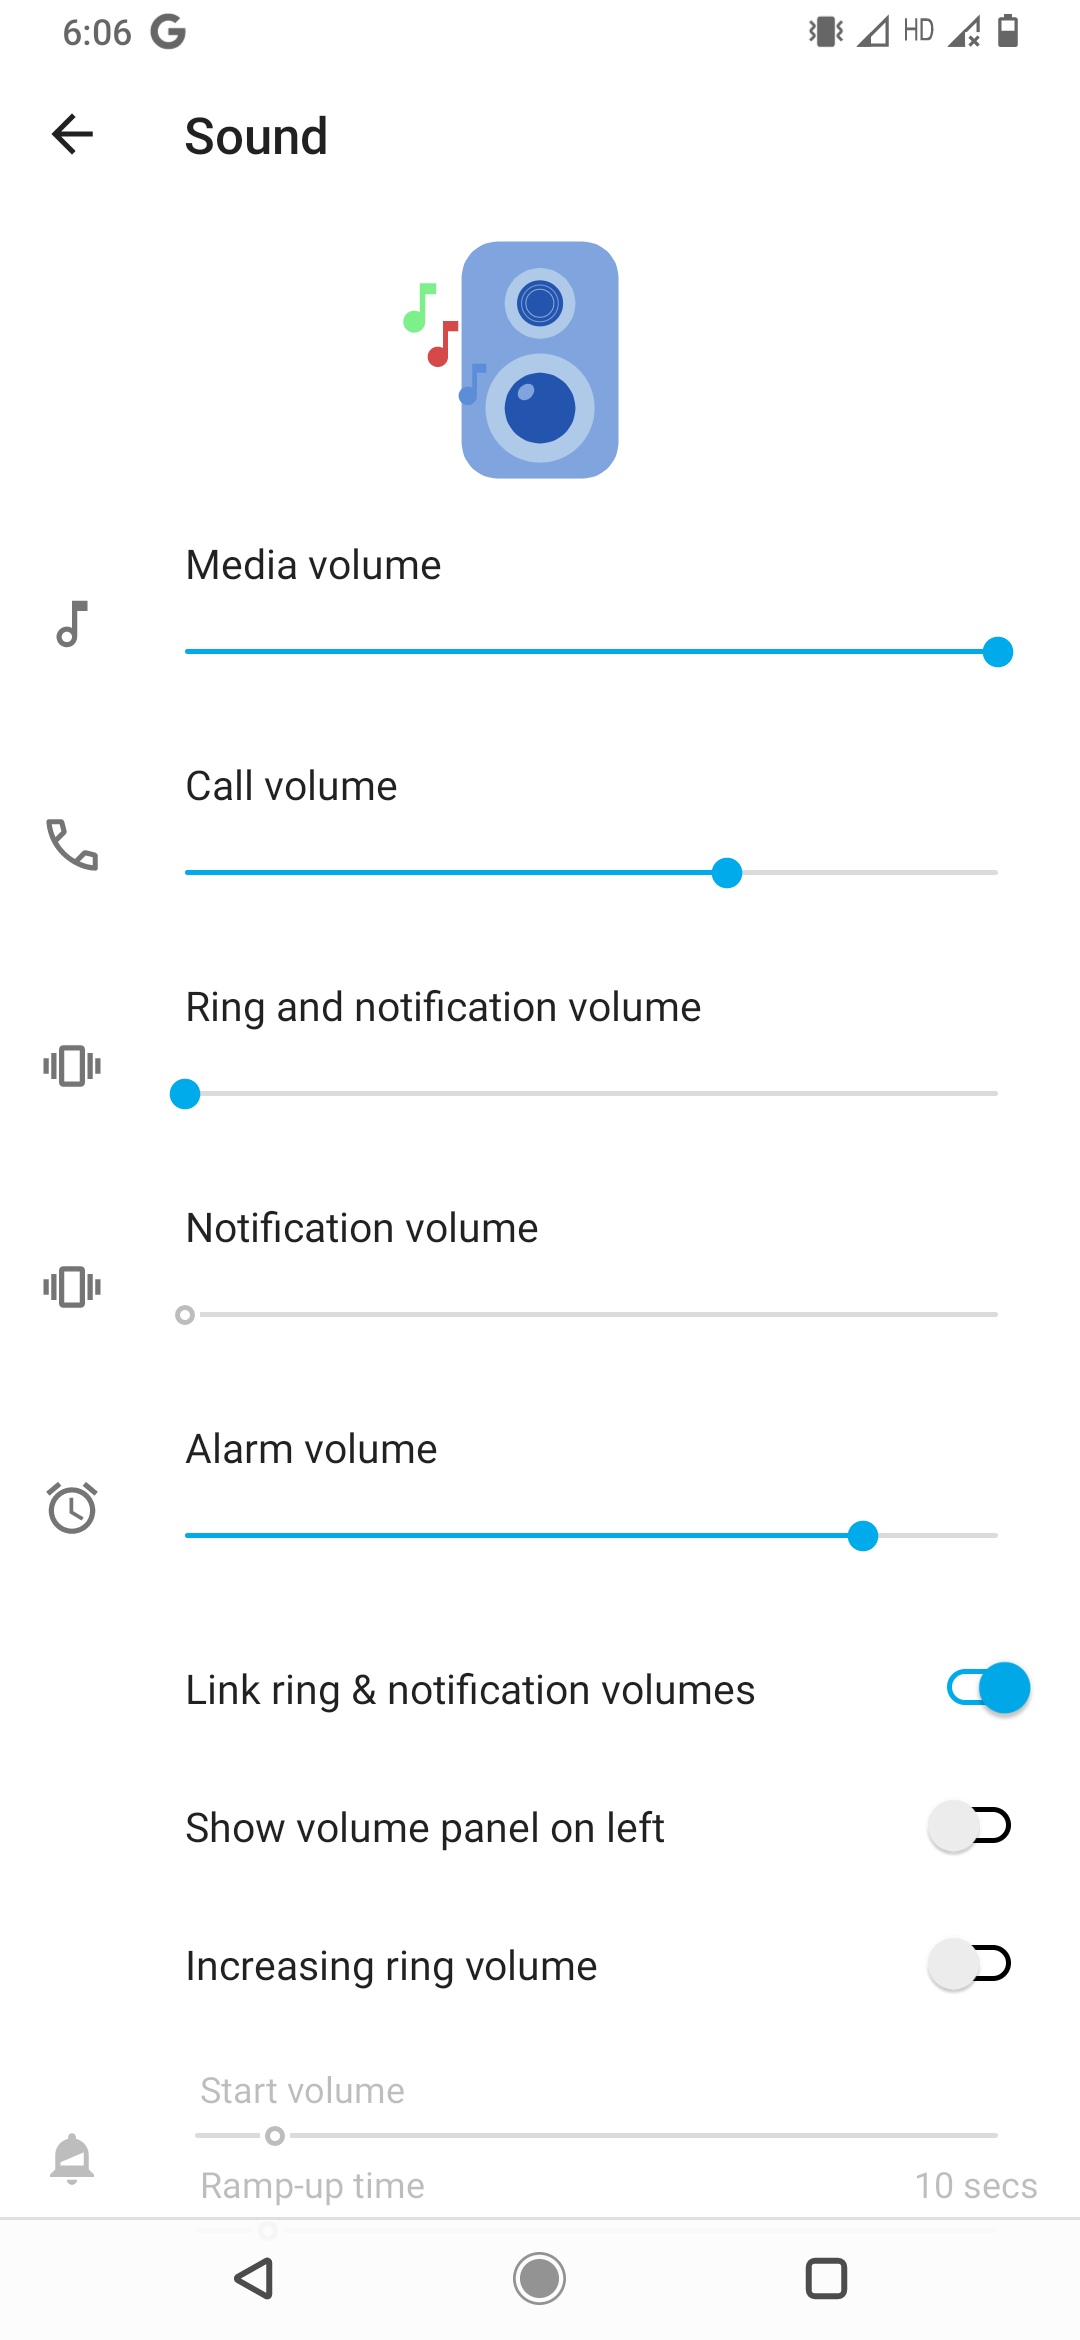 6:06 G HD
Sound
Media volume
Call volume
Ring and notification volume
Notification volume
Alarm volume
Link ring & notification volumes
Show volume panel on left
Increasing ring volume
Start volume
Ramp-up time 10 secs